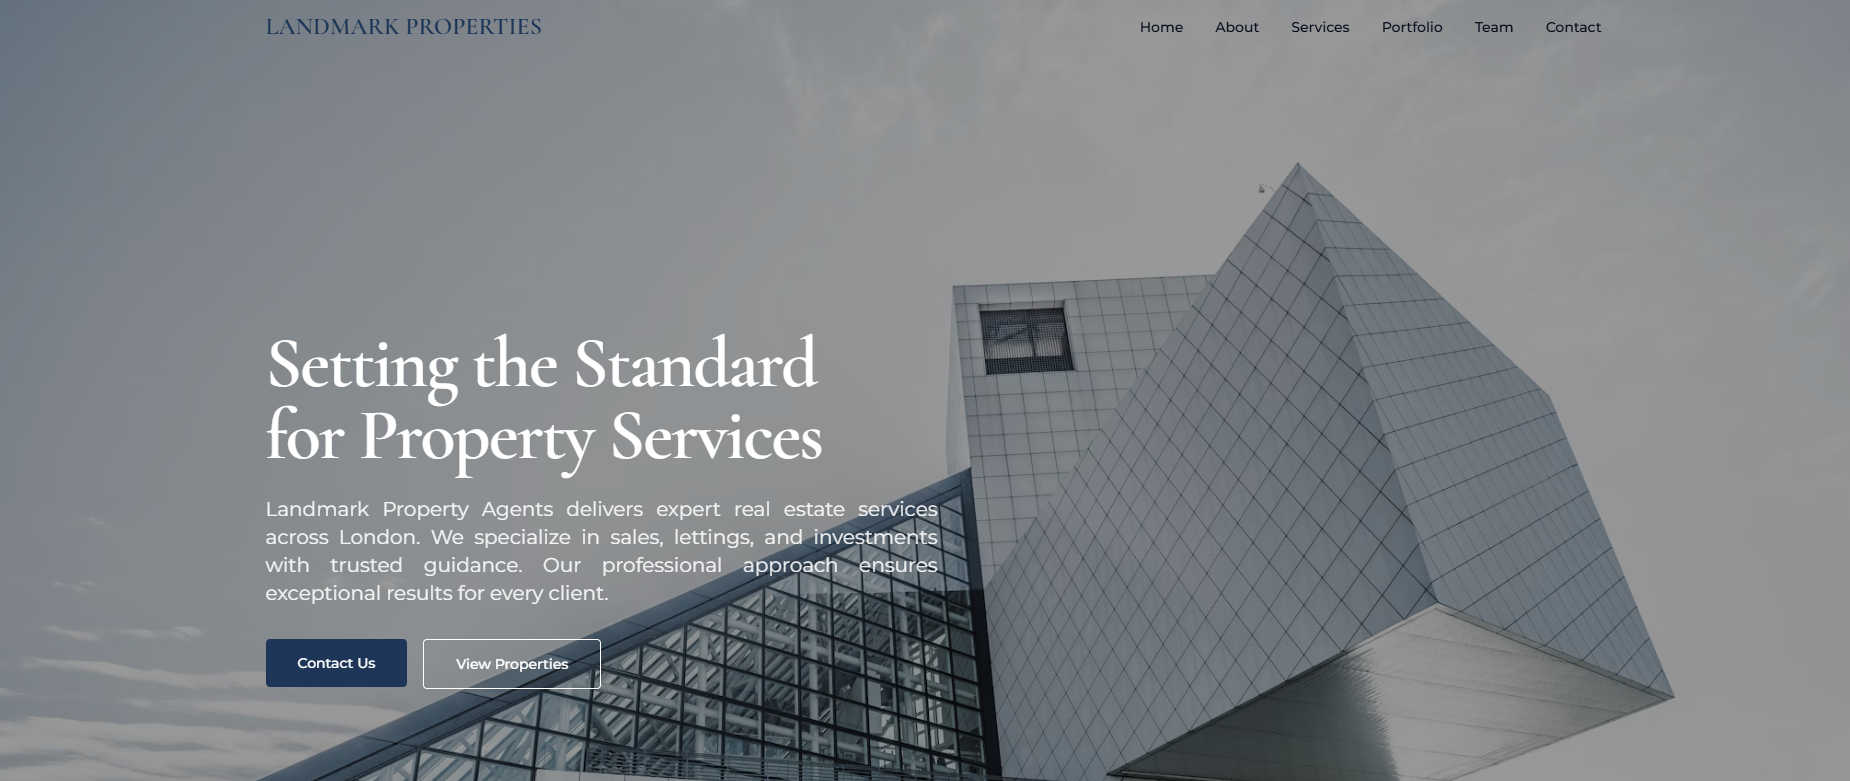 LANDMARK PROPERTIES
Home About Services Portfolio Team Contact
Setting the Standard
for Property Services
Landmark Property Agents delivers expert real estate services
across London. We specialize in sales, lettings, and investments
with trusted guidance. Our professional approach ensures
exceptional results for every client.
Contact Us View Properties